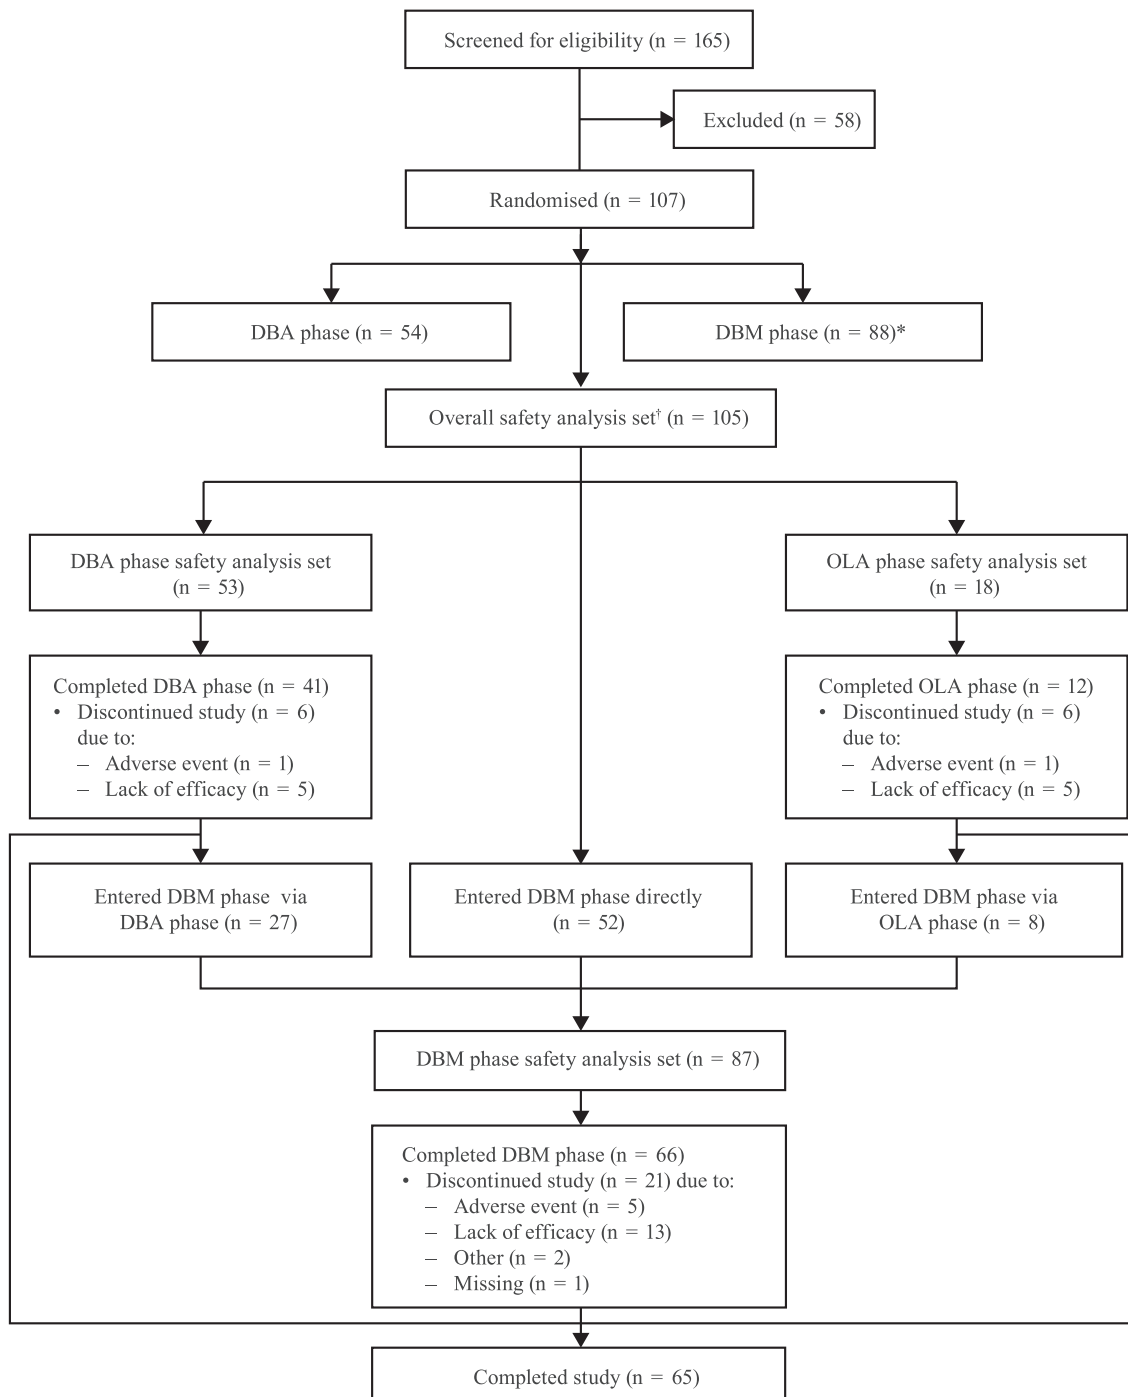 Screened for eligibility (n = 165)
Excluded (n = 58)
Randomised (n = 107)
DBA phase (n = 54)
DBM phase (n = 88)*
Overall safety analysis set† (n = 105)
DBA phase safety analysis set
(n = 53)
OLA phase safety analysis set
(n = 18)
Completed DBA phase (n = 41)
• Discontinued study (n = 6)
due to:
– Adverse event (n = 1)
– Lack of efficacy (n = 5)
Completed OLA phase (n = 12)
• Discontinued study (n = 6)
due to:
– Adverse event (n = 1)
– Lack of efficacy (n = 5)
Entered DBM phase via
DBA phase (n = 27)
Entered DBM phase directly
(n = 52)
Entered DBM phase via
OLA phase (n = 8)
DBM phase safety analysis set (n = 87)
Completed DBM phase (n = 66)
• Discontinued study (n = 21) due to:
– Adverse event (n = 5)
– Lack of efficacy (n = 13)
– Other (n = 2)
– Missing (n = 1)
Completed study (n = 65)